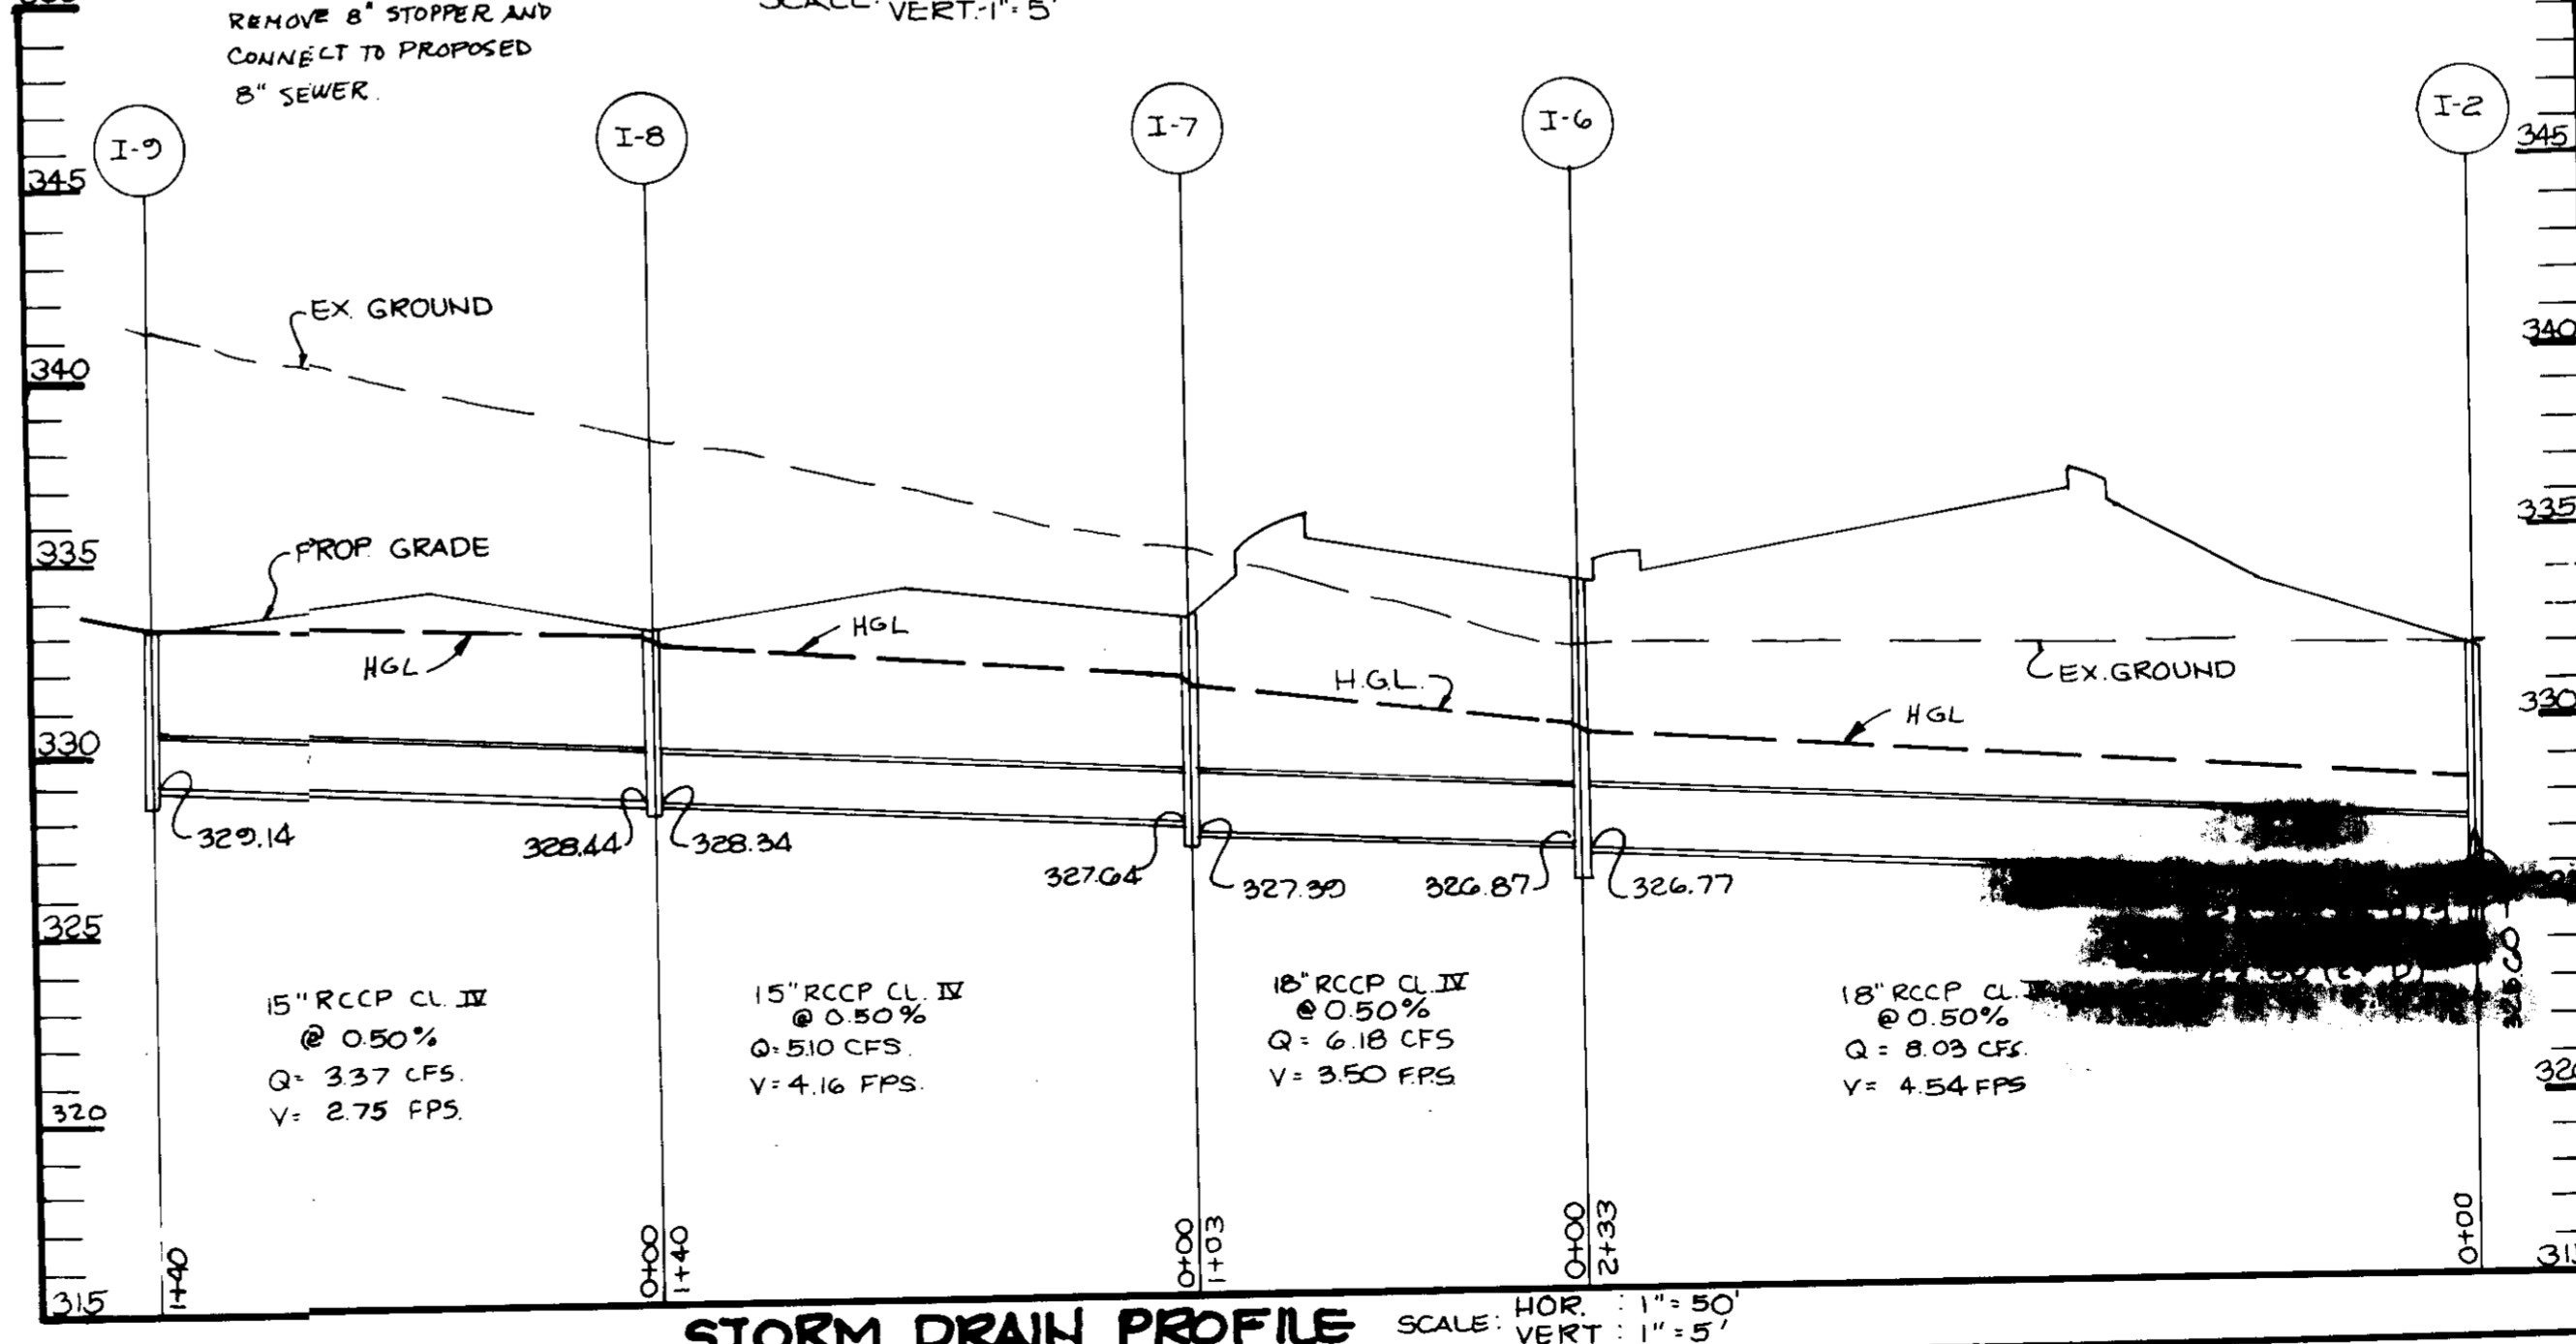 REMOVE 8" STOPPER AND
CONNECT TO PROPOSED
8" SEWER.
SCALE: VERT.-1"=5'
I-9
I-8
I-7
I-6
I-2
345
345
EX. GROUND
340
340
335
335
PROP. GRADE
HGL
HGL
H.G.L.
HGL
EX. GROUND
330
330
329.14
328.44
328.34
327.64
327.39
326.87
326.77
325
15" RCCP CL. IV
@ 0.50%
Q= 3.37 CFS.
V= 2.75 FPS.
15" RCCP CL. IV
@ 0.50%
Q=5.10 CFS.
V=4.16 FPS.
18" RCCP CL. IV
@ 0.50%
Q= 6.18 CFS
V= 3.50 F.P.S.
18" RCCP CL.
@ 0.50%
Q= 8.03 CFS.
V= 4.54 FPS
320
1+40
0+00
1+40
0+00
1+03
0+00
2+33
0+00
315
STORM DRAIN PROFILE
SCALE: HOR. : 1"=50'
VERT : 1"=5'